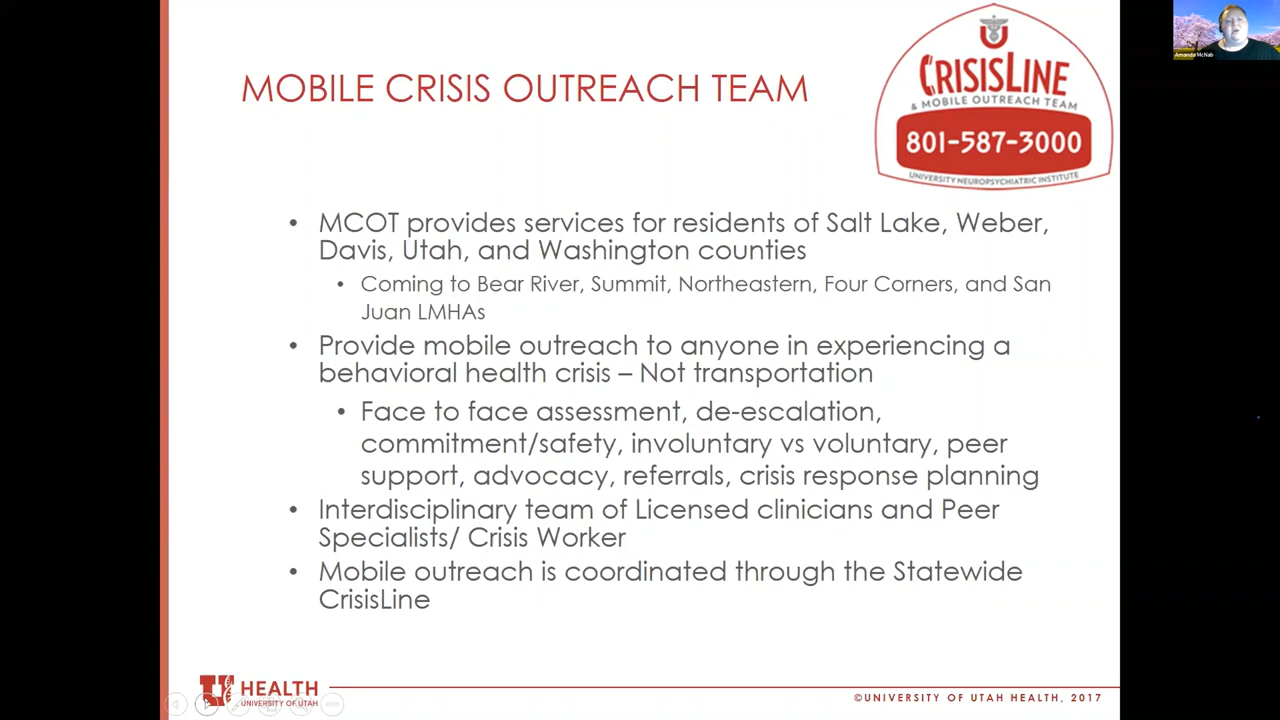 MOBILE CRISIS OUTREACH TEAM
CRISISLINE
& MOBILE OUTREACH TEAM
801-587-3000
UNIVERSITY NEUROPSYCHIATRIC INSTITUTE
Amanda McNab
• MCOT provides services for residents of Salt Lake, Weber,
Davis, Utah, and Washington counties
• Coming to Bear River, Summit, Northeastern, Four Corners, and San
Juan LMHAs
• Provide mobile outreach to anyone in experiencing a
behavioral health crisis – Not transportation
• Face to face assessment, de-escalation,
commitment/safety, involuntary vs voluntary, peer
support, advocacy, referrals, crisis response planning
• Interdisciplinary team of Licensed clinicians and Peer
Specialists/ Crisis Worker
• Mobile outreach is coordinated through the Statewide
CrisisLine
U HEALTH
UNIVERSITY OF UTAH
©UNIVERSITY OF UTAH HEALTH, 2017